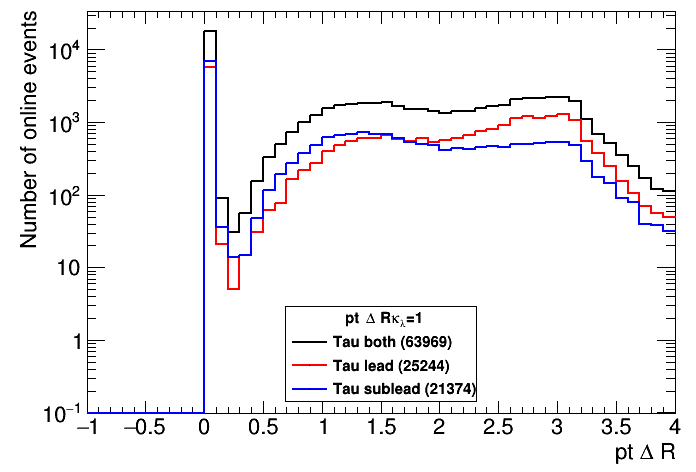 Number of online events
10⁴
10³
10²
10
1
10⁻¹
−1 −0.5 0 0.5 1 1.5 2 2.5 3 3.5 4
pt Δ R
pt Δ Rκλ=1
Tau both (63969)
Tau lead (25244)
Tau sublead (21374)